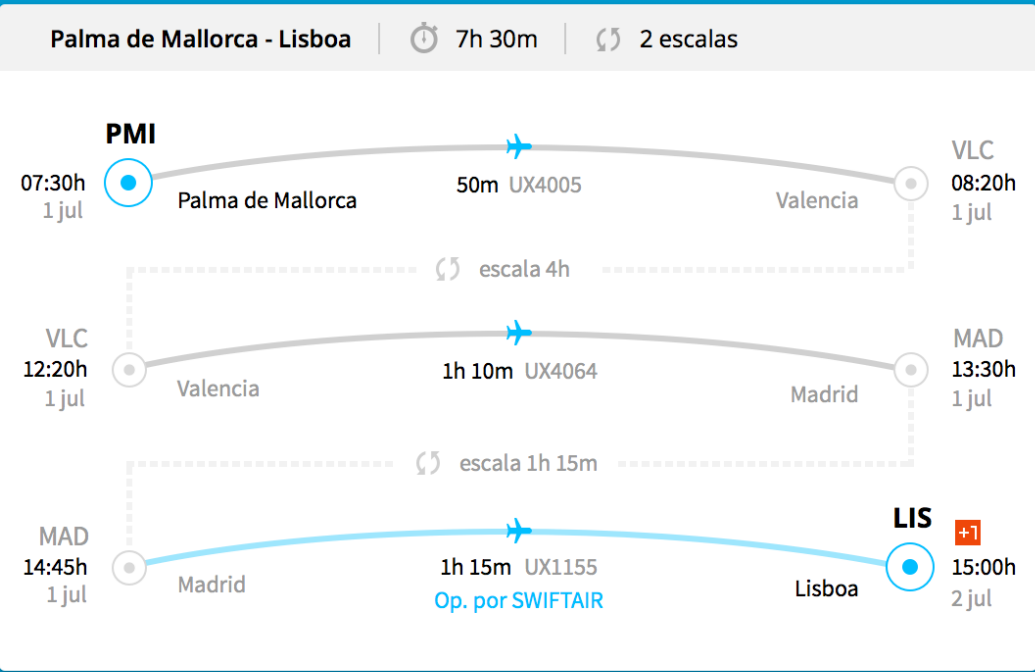 Palma de Mallorca - Lisboa 7h 30m 2 escalas
PMI
07:30h
1 jul
Palma de Mallorca
50m UX4005
Valencia
VLC
08:20h
1 jul
escala 4h
VLC
12:20h
1 jul
Valencia
1h 10m UX4064
Madrid
MAD
13:30h
1 jul
escala 1h 15m
MAD
14:45h
1 jul
Madrid
1h 15m UX1155
Op. por SWIFTAIR
Lisboa
LIS
+1
15:00h
2 jul